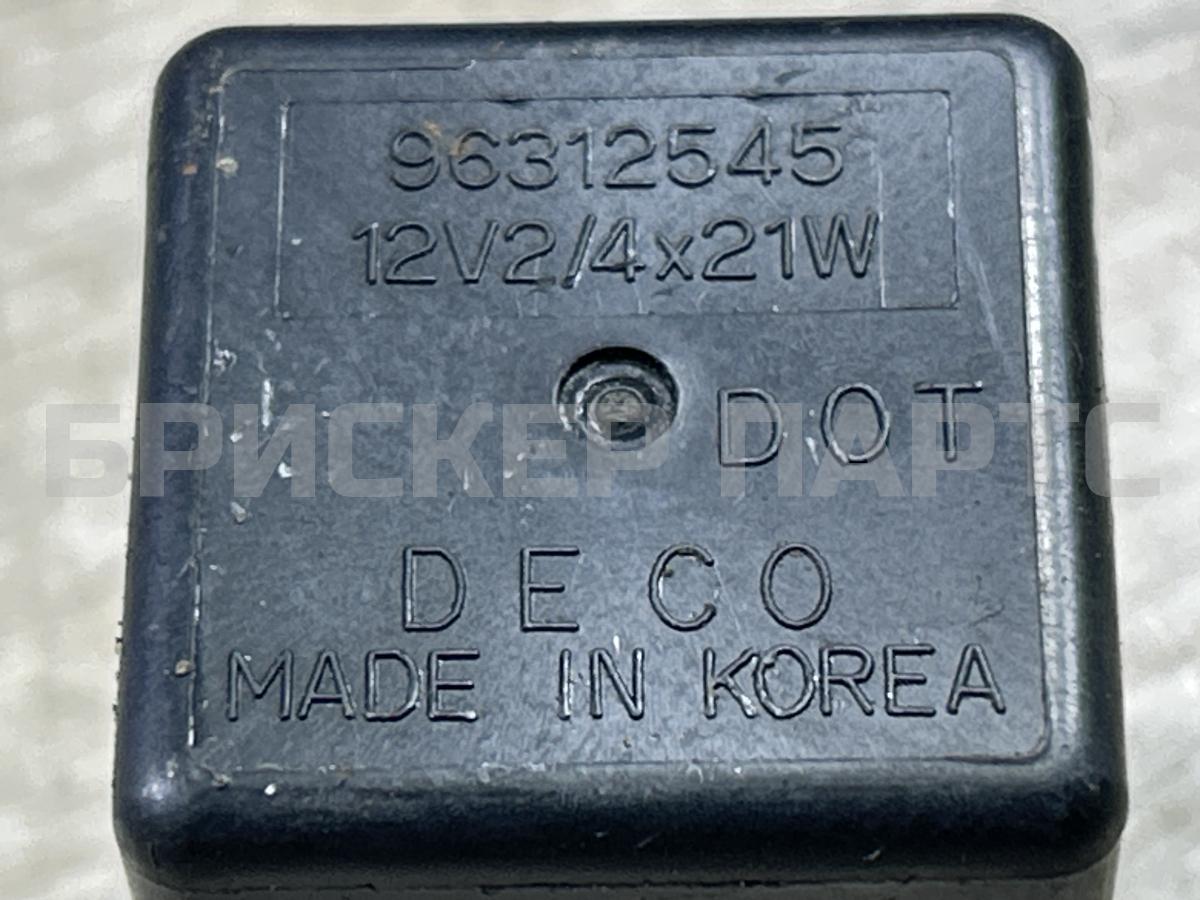 96312545
12V2/4x21W
DOT
БРИСКЕР ПАРТС
DECO
MADE IN KOREA